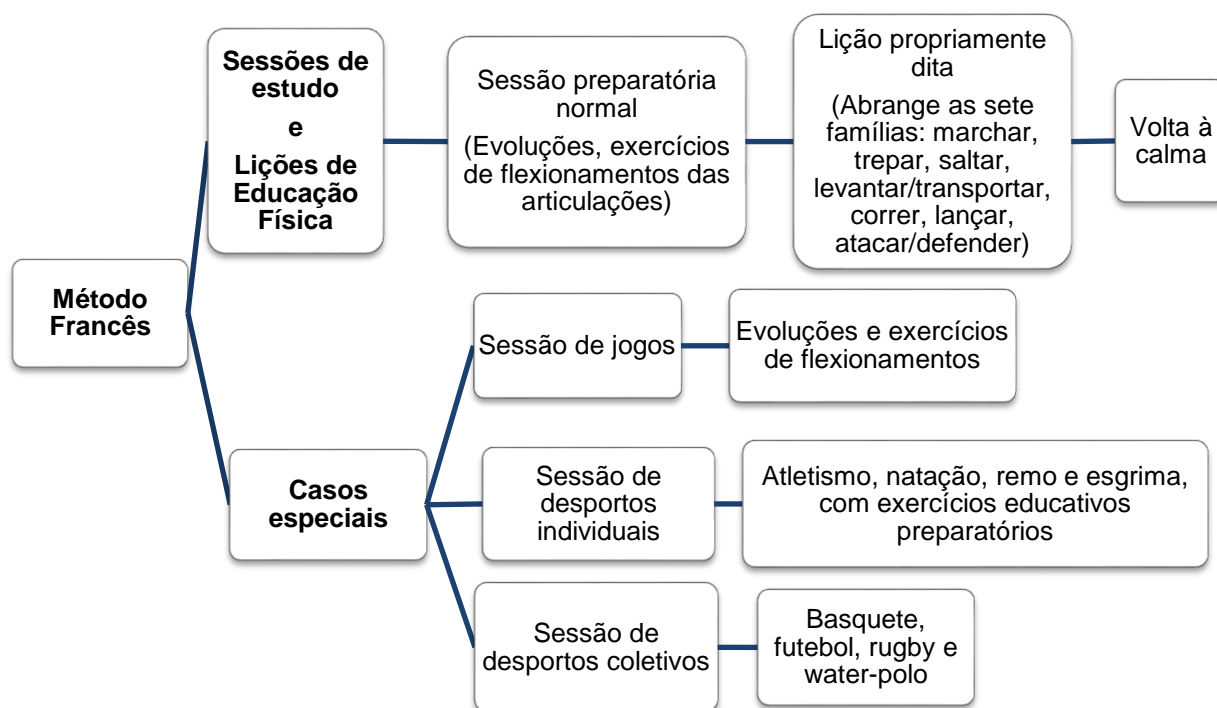 Sessões de
estudo
e
Lições de
Educação
Física
Sessão preparatória
normal
(Evoluções, exercícios
de flexionamentos das
articulações)
Lição propriamente
dita
(Abrange as sete
famílias: marchar,
trepar, saltar,
levantar/transportar,
correr, lançar,
atacar/defender)
Volta à
calma
Método
Francês
Sessão de jogos
Evoluções e exercícios
de flexionamentos
Casos
especiais
Sessão de
desportos
individuais
Atletismo, natação, remo e esgrima,
com exercícios educativos
preparatórios
Sessão de
desportos coletivos
Basquete,
futebol, rugby e
water-polo